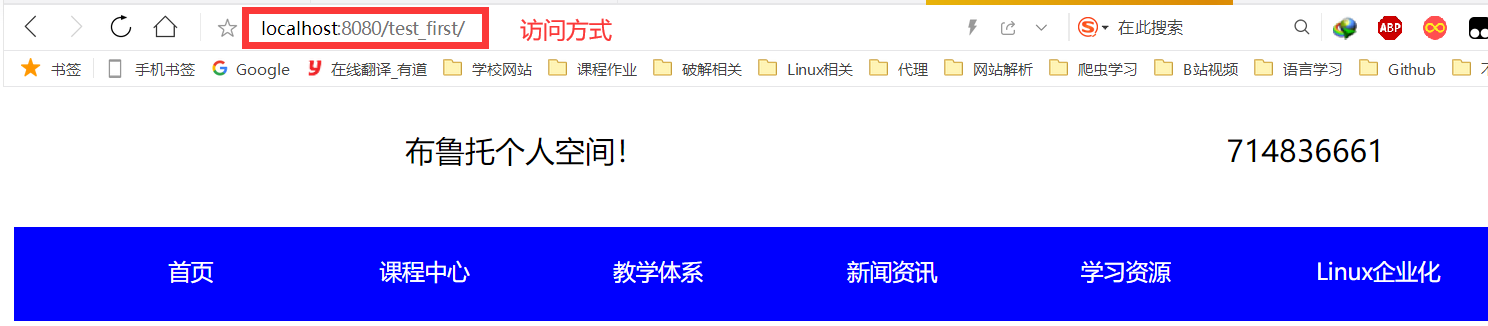 localhost:8080/test_first/ 访问方式 在此搜索 ABP
书签 手机书签 Google 在线翻译_有道 学校网站 课程作业 破解相关 Linux相关 代理 网站解析 爬虫学习 B站视频 语言学习 Github
布鲁托个人空间! 714836661
首页 课程中心 教学体系 新闻资讯 学习资源 Linux企业化